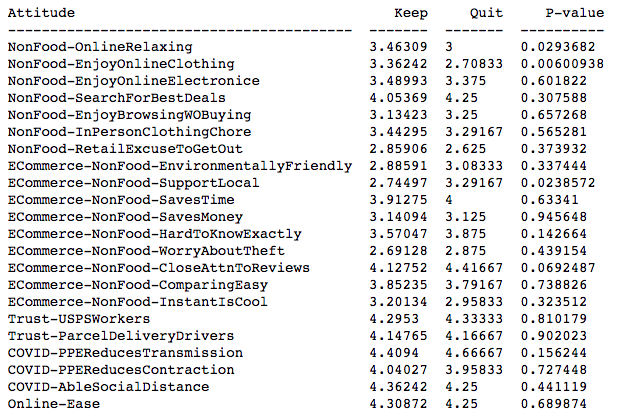 Attitude Keep Quit P-value
---------------------------------------- ------- ------- ----------
NonFood-OnlineRelaxing 3.46309 3 0.0293682
NonFood-EnjoyOnlineClothing 3.36242 2.70833 0.00600938
NonFood-EnjoyOnlineElectronice 3.48993 3.375 0.601822
NonFood-SearchForBestDeals 4.05369 4.25 0.307588
NonFood-EnjoyBrowsingWOBuying 3.13423 3.25 0.657268
NonFood-InPersonClothingChore 3.44295 3.29167 0.565281
NonFood-RetailExcuseToGetOut 2.85906 2.625 0.373932
ECommerce-NonFood-EnvironmentallyFriendly 2.88591 3.08333 0.337444
ECommerce-NonFood-SupportLocal 2.74497 3.29167 0.0238572
ECommerce-NonFood-SavesTime 3.91275 4 0.63341
ECommerce-NonFood-SavesMoney 3.14094 3.125 0.945648
ECommerce-NonFood-HardToKnowExactly 3.57047 3.875 0.142664
ECommerce-NonFood-WorryAboutTheft 2.69128 2.875 0.439154
ECommerce-NonFood-CloseAttnToReviews 4.12752 4.41667 0.0692487
ECommerce-NonFood-ComparingEasy 3.85235 3.79167 0.738826
ECommerce-NonFood-InstantIsCool 3.20134 2.95833 0.323512
Trust-USPSWorkers 4.2953 4.33333 0.810179
Trust-ParcelDeliveryDrivers 4.14765 4.16667 0.902023
COVID-PPEReducesTransmission 4.4094 4.66667 0.156244
COVID-PPEReducesContraction 4.04027 3.95833 0.727448
COVID-AbleSocialDistance 4.36242 4.25 0.441119
Online-Ease 4.30872 4.25 0.689874